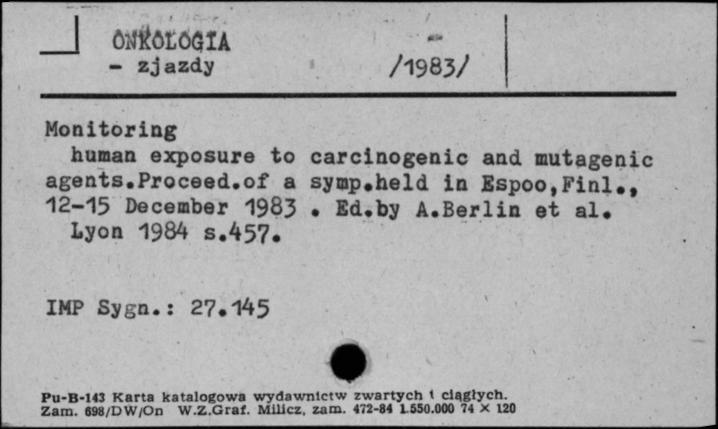 ONKOLOGIA
- zjazdy /1983/
Monitoring
human exposure to carcinogenic and mutagenic
agents.Proceed.of a symp.held in Espoo,Finl.,
12-15 December 1983 . Ed.by A.Berlin et al.
Lyon 1984 s.457.
IMP Sygn.: 27.145
Pu-B-143 Karta katalogowa wydawnictw zwartych i ciągłych.
Zam. 698/DW/On W.Z.Graf. Milicz, zam. 472-84 1.550.000 74 × 120